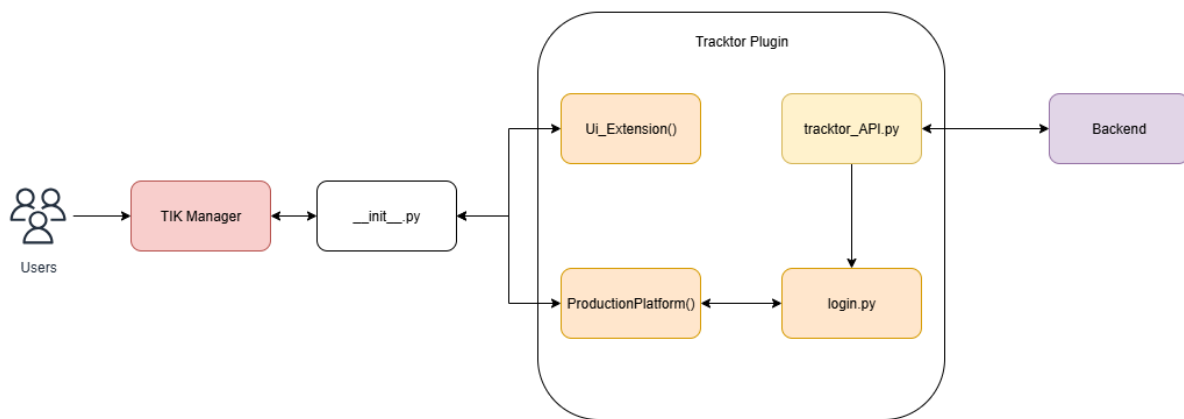 Tracktor Plugin
Ui_Extension()
tracktor_API.py
Backend
TIK Manager
__init__.py
Users
ProductionPlatform()
login.py